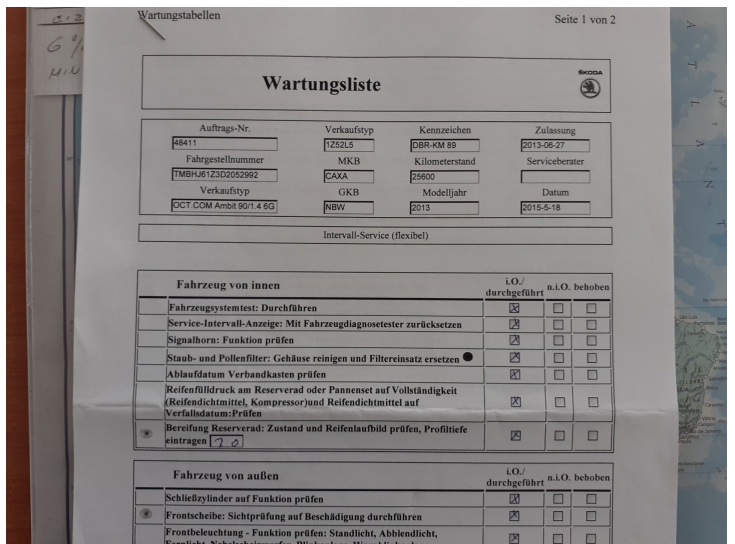 Wartungstabellen
Seite 1 von 2
Wartungsliste
ŠKODA
Auftrags-Nr. Verkaufstyp Kennzeichen Zulassung
48411 1Z52L5 DBR-KM 89 2013-06-27
Fahrgestellnummer MKB Kilometerstand Serviceberater
TMBHJ61Z3D2052992 CAXA 25600
Verkaufstyp GKB Modelljahr Datum
OCT.COM Ambit 90/1.4 6G NBW 2013 2015-5-18
Intervall-Service (flexibel)
Fahrzeug von innen i.O./ durchgeführt n.i.O. behoben
Fahrzeugsystemtest: Durchführen
Service-Intervall-Anzeige: Mit Fahrzeugdiagnosetester zurücksetzen
Signalhorn: Funktion prüfen
Staub- und Pollenfilter: Gehäuse reinigen und Filtereinsatz ersetzen
Ablaufdatum Verbandkasten prüfen
Reifenfülldruck am Reserverad oder Pannenset auf Vollständigkeit
(Reifendichtmittel, Kompressor)und Reifendichtmittel auf
Verfallsdatum:Prüfen
Bereifung Reserverad: Zustand und Reifenlaufbild prüfen, Profiltiefe
eintragen 7.0
Fahrzeug von außen i.O./ durchgeführt n.i.O. behoben
Schließzylinder auf Funktion prüfen
Frontscheibe: Sichtprüfung auf Beschädigung durchführen
Frontbeleuchtung - Funktion prüfen: Standlicht, Abblendlicht,